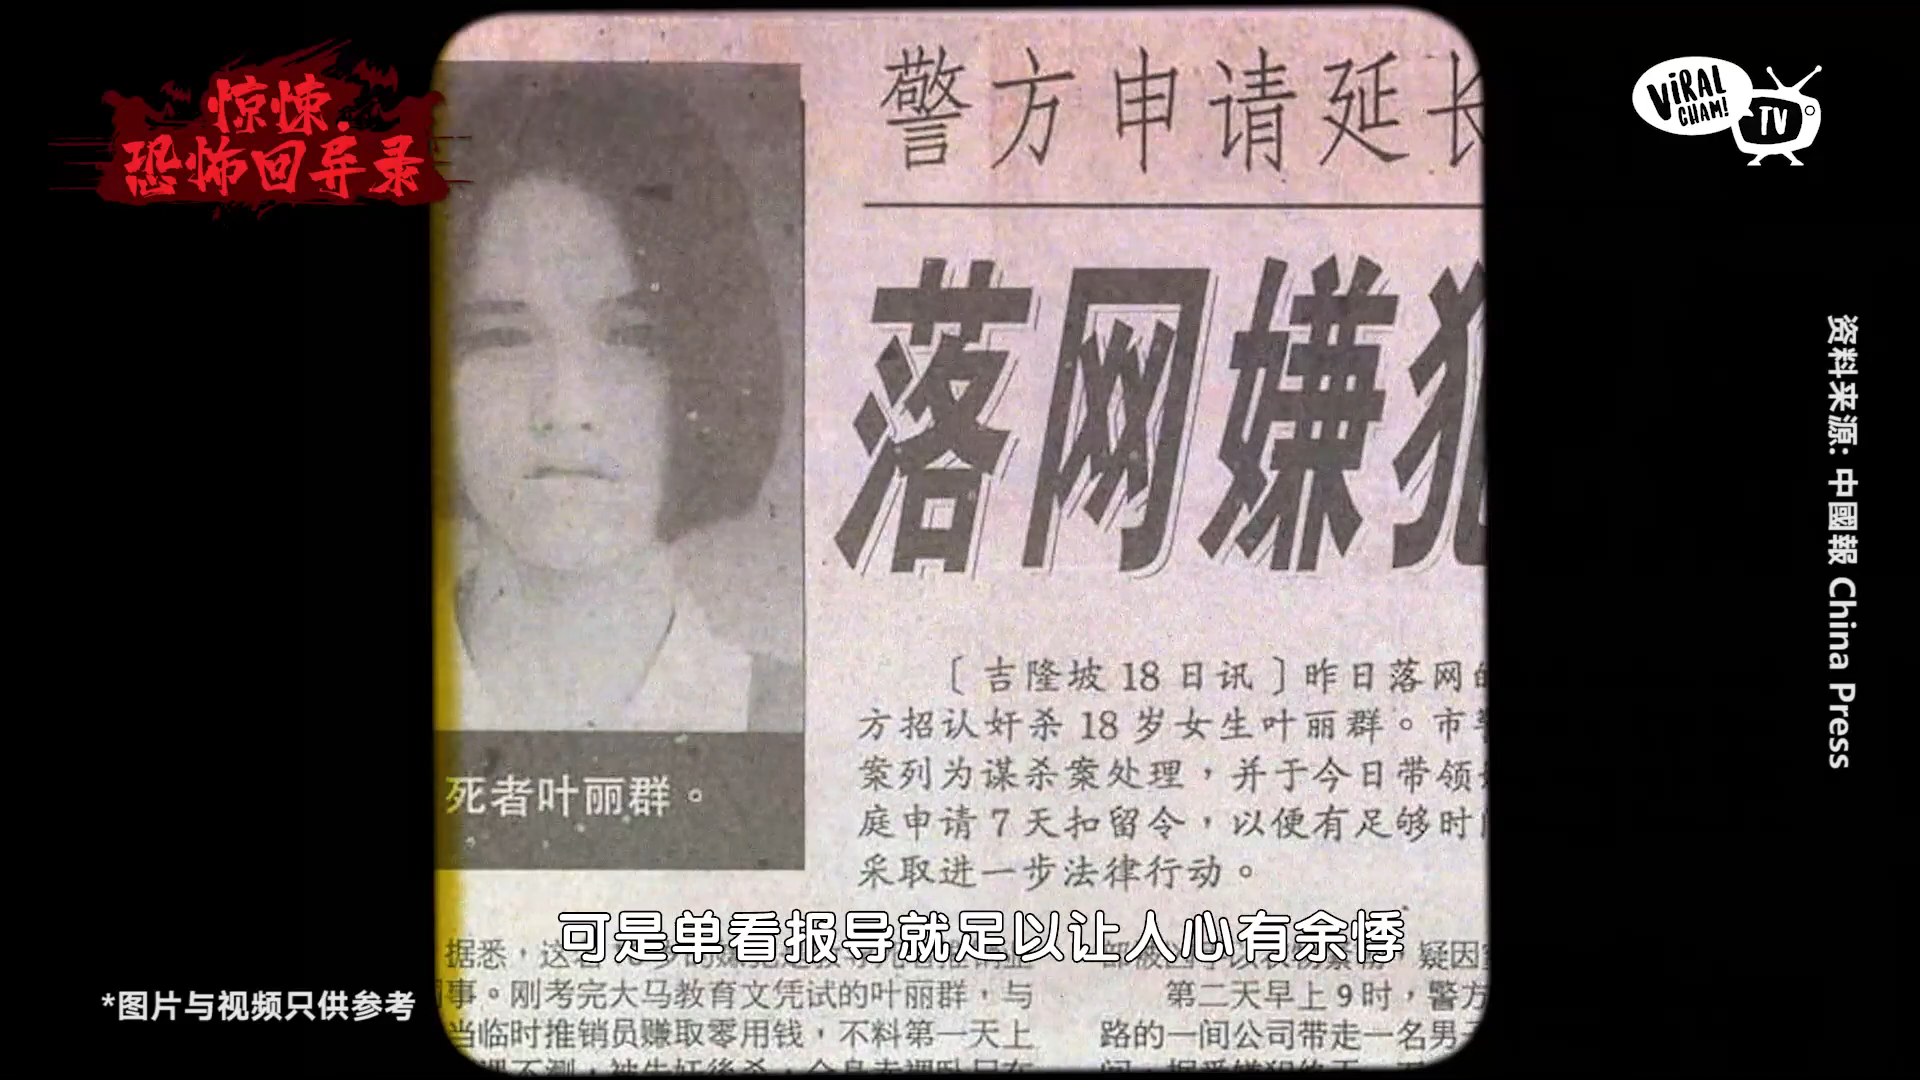 惊悚.
恐怖回异录
ViRAL
CHAM!
TV
警方申请延长
落网嫌犯
〔吉隆坡18日讯〕昨日落网的
方招认奸杀18岁女生叶丽群。市警
案列为谋杀案处理，并于今日带领
庭申请7天扣留令，以便有足够时
采取进一步法律行动。
死者叶丽群。
可是单看报导就足以让人心有余悸
据悉，这名
事。刚考完大马教育文凭试的叶丽群，与
当临时推销员赚取零用钱，不料第一天上
疑因
第二天早上9时，警方
路的一间公司带走一名男
*图片与视频只供参考
资料来源: 中國報 China Press